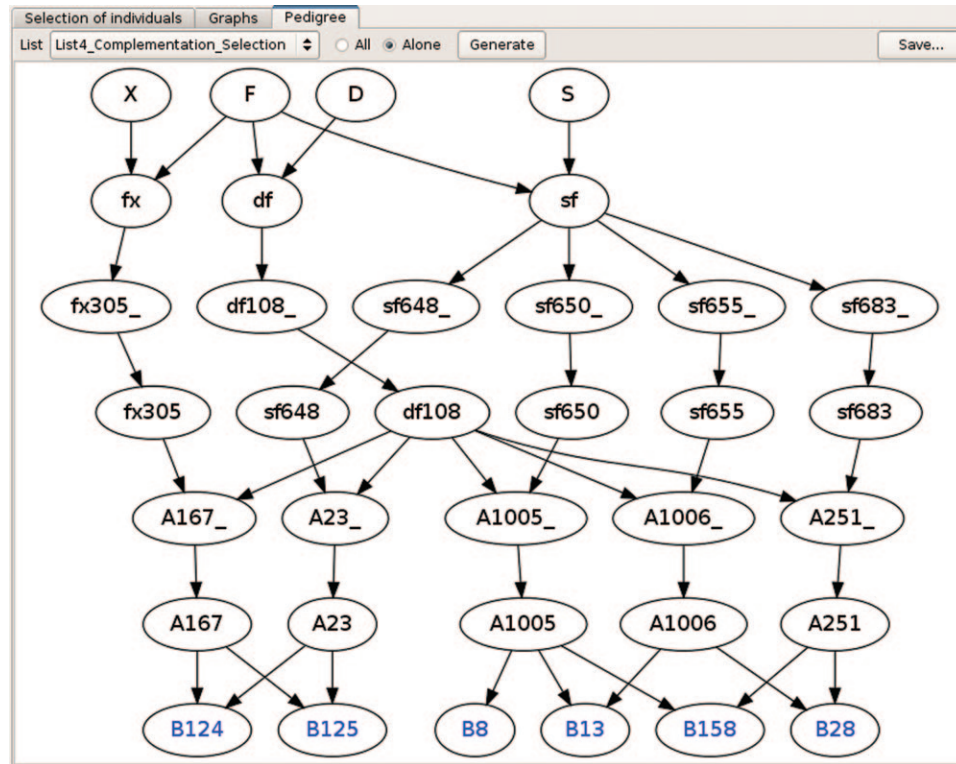 Selection of individuals Graphs Pedigree
List List4_Complementation_Selection All Alone Generate Save...
X F D S
fx df sf
fx305_ df108_ sf648_ sf650_ sf655_ sf683_
fx305 sf648 df108 sf650 sf655 sf683
A167_ A23_ A1005_ A1006_ A251_
A167 A23 A1005 A1006 A251
B124 B125 B8 B13 B158 B28